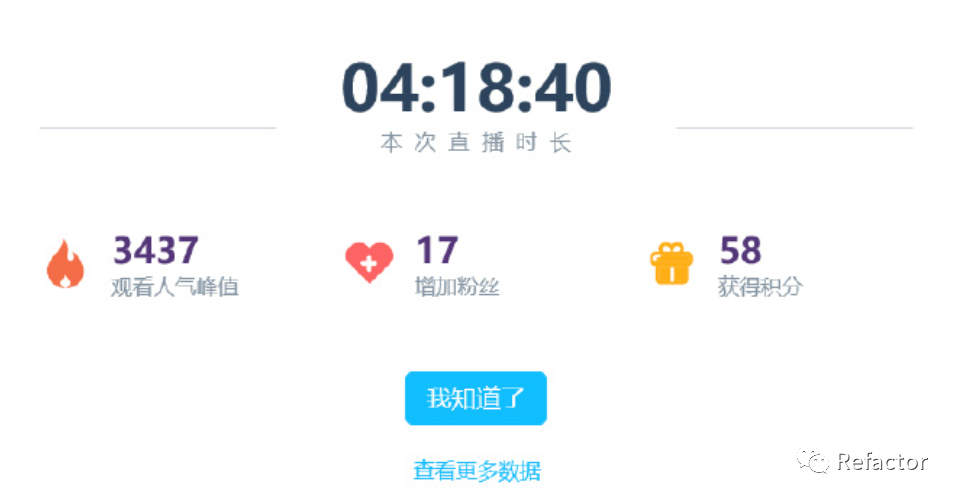 04:18:40
本次直播时长
3437
观看人气峰值
17
增加粉丝
58
获得积分
我知道了
查看更多数据
Refactor